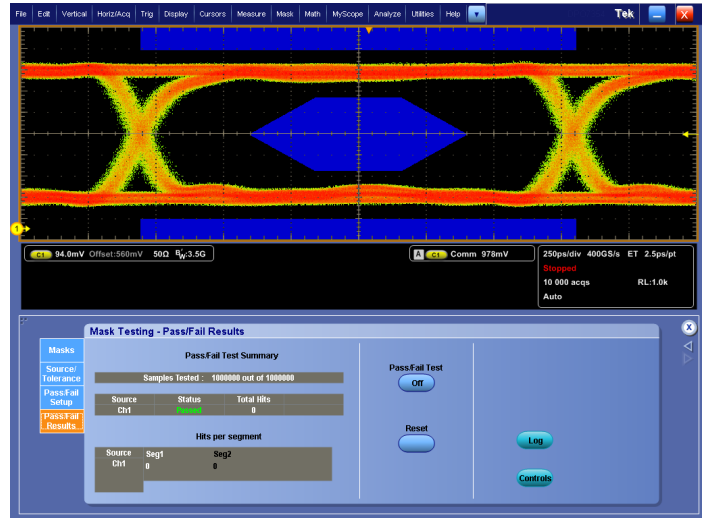 File Edit Vertical Horiz/Acq Trig Display Cursors Measure Mask Math MyScope Analyze Utilities Help Tek X
1
C1 94.0mV Offset:560mV 50Ω BW:3.5G
A C1 Comm 978mV
250ps/div 400GS/s ET 2.5ps/pt
Stopped
10 000 acqs RL:1.0k
Auto
Mask Testing - Pass/Fail Results
X
Masks
Source/
Tolerance
Pass/Fail
Setup
Pass/Fail
Results
Pass/Fail Test Summary
Samples Tested : 1000000 out of 1000000
Source Status Total Hits
Ch1 Passed 0
Hits per segment
Source Seg1 Seg2
Ch1 0 0
Pass/Fail Test
Off
Reset
Log
Controls